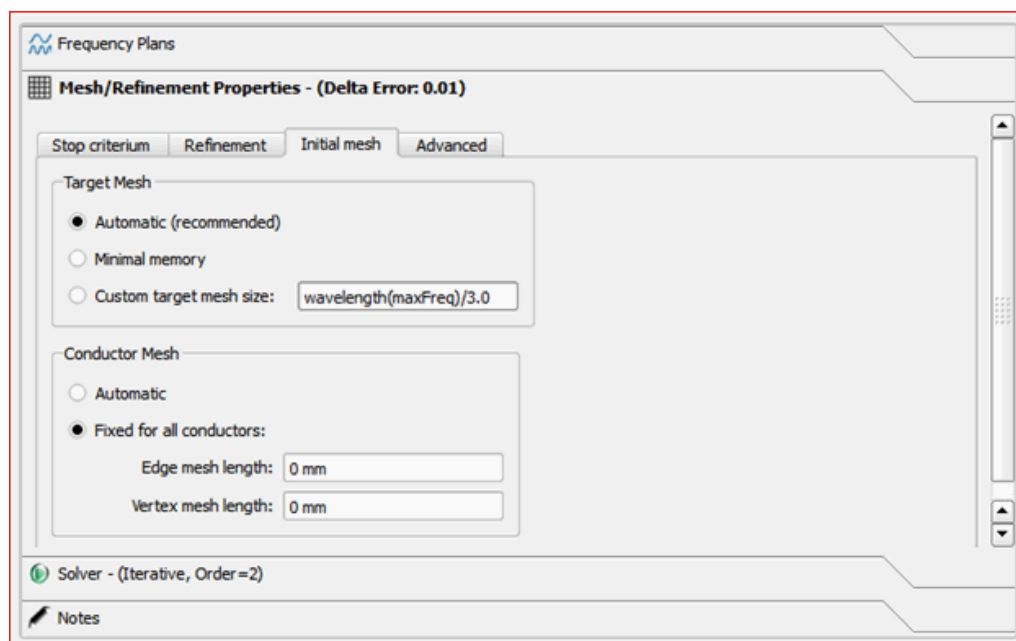 Frequency Plans
Mesh/Refinement Properties - (Delta Error: 0.01)
Stop criterium Refinement Initial mesh Advanced
Target Mesh
Automatic (recommended)
Minimal memory
Custom target mesh size: wavelength(maxFreq)/3.0
Conductor Mesh
Automatic
Fixed for all conductors:
Edge mesh length: 0 mm
Vertex mesh length: 0 mm
Solver - (Iterative, Order=2)
Notes